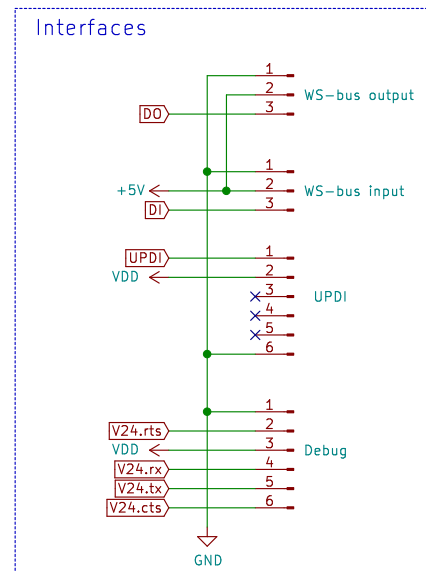 Interfaces
1
2 WS-bus output
DO 3
1
+5V 2 WS-bus input
DI 3
UPDI 1
VDD 2
3 UPDI
4
5
6
1
V24.rts 2
VDD 3 Debug
V24.rx 4
V24.tx 5
V24.cts 6
GND